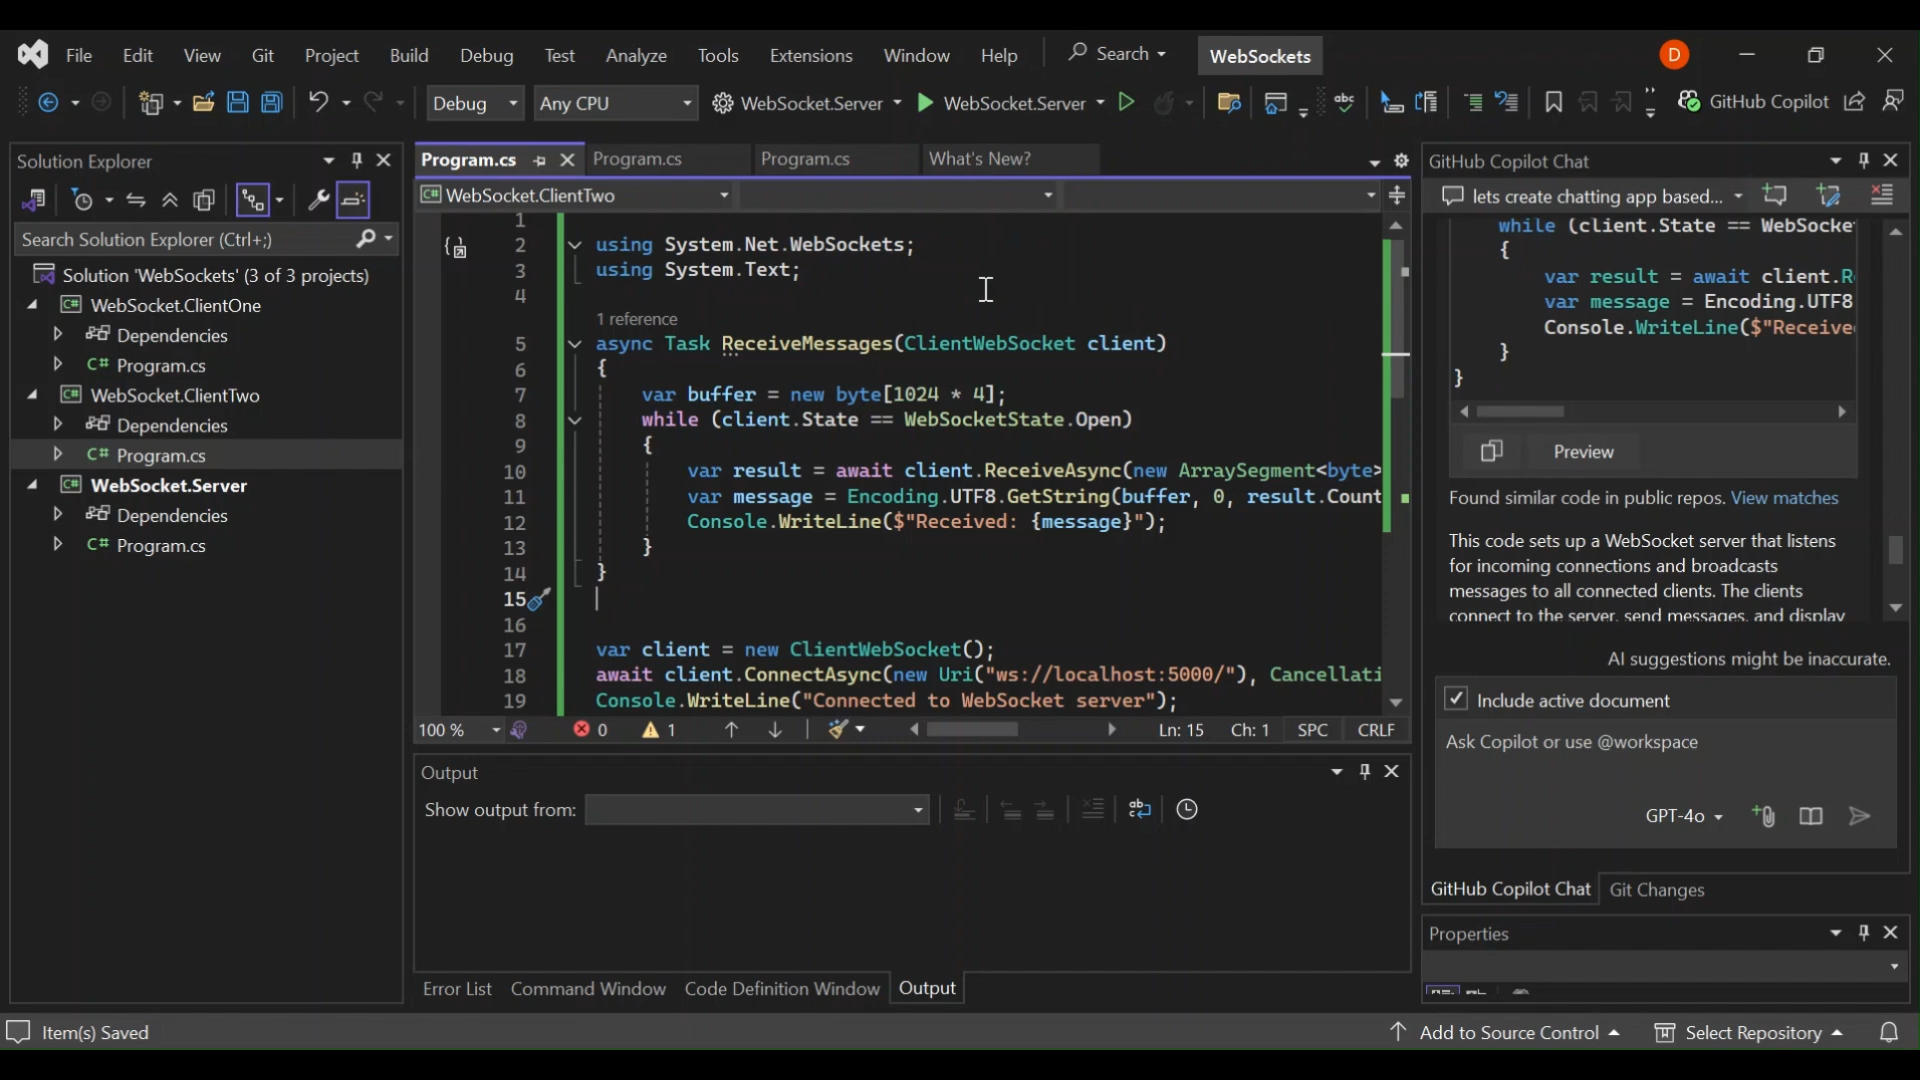 File Edit View Git Project Build Debug Test Analyze Tools Extensions Window Help Search WebSockets D
Debug Any CPU WebSocket.Server WebSocket.Server GitHub Copilot
Solution Explorer
Search Solution Explorer (Ctrl+;)
Solution 'WebSockets' (3 of 3 projects)
C# WebSocket.ClientOne
Dependencies
C# Program.cs
C# WebSocket.ClientTwo
Dependencies
C# Program.cs
C# WebSocket.Server
Dependencies
C# Program.cs
Program.cs Program.cs Program.cs What's New?
C# WebSocket.ClientTwo
1
2 using System.Net.WebSockets;
3 using System.Text;
4
1 reference
5 async Task ReceiveMessages(ClientWebSocket client)
6 {
7 var buffer = new byte[1024 * 4];
8 while (client.State == WebSocketState.Open)
9 {
10 var result = await client.ReceiveAsync(new ArraySegment<byte>
11 var message = Encoding.UTF8.GetString(buffer, 0, result.Count
12 Console.WriteLine($"Received: {message}");
13 }
14 }
15
16
17 var client = new ClientWebSocket();
18 await client.ConnectAsync(new Uri("ws://localhost:5000/"), Cancellati
19 Console.WriteLine("Connected to WebSocket server");
100 % 0 1 Ln: 15 Ch: 1 SPC CRLF
Output
Show output from:
Error List Command Window Code Definition Window Output
GitHub Copilot Chat
lets create chatting app based...
while (client.State == WebSocke
{
var result = await client.R
var message = Encoding.UTF8
Console.WriteLine($"Receive
}
}
Preview
Found similar code in public repos. View matches
This code sets up a WebSocket server that listens
for incoming connections and broadcasts
messages to all connected clients. The clients
connect to the server, send messages, and display
AI suggestions might be inaccurate.
Include active document
Ask Copilot or use @workspace
GPT-4o
GitHub Copilot Chat Git Changes
Properties
Item(s) Saved Add to Source Control Select Repository